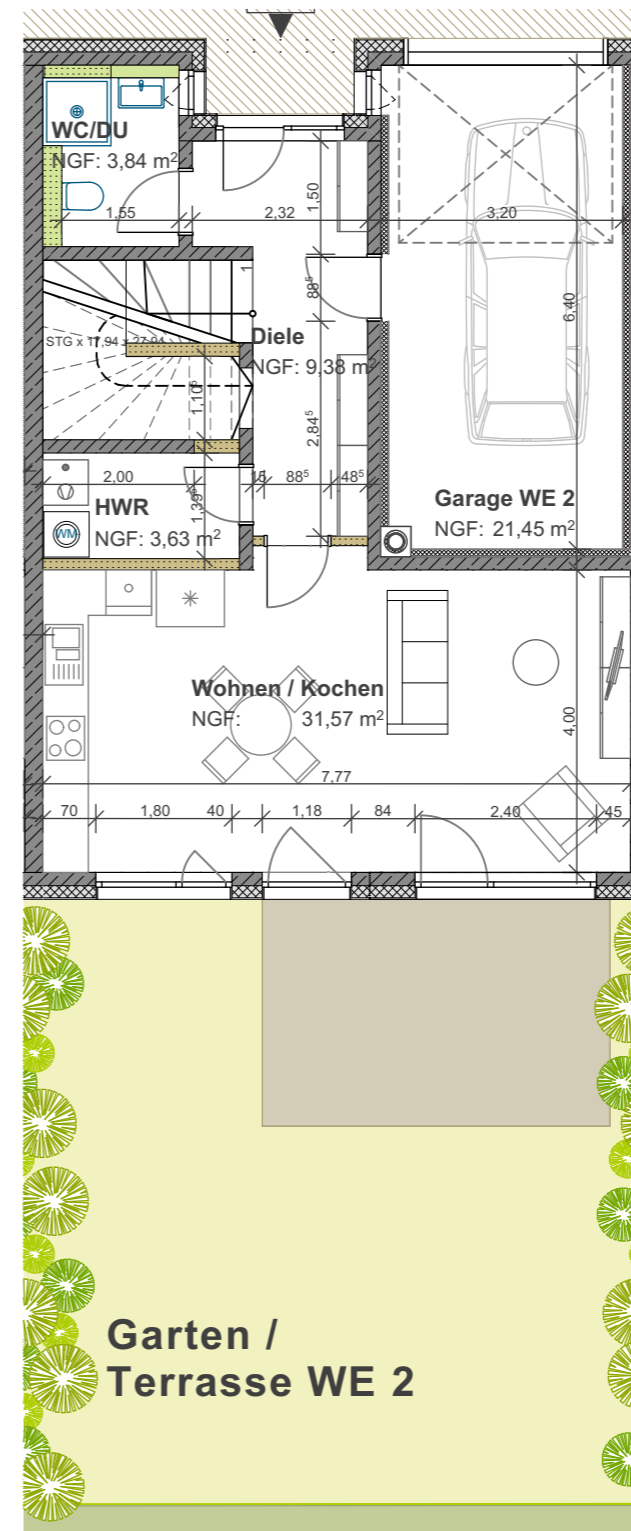 WC/DU
NGF: 3,84 m²
1,55
2,32
1,50
3,20
1
88⁵
6,40
Diele
NGF: 9,38 m²
1,10⁵
2,84⁵
2,00
15
88⁵
48⁵
1,39⁵
HWR
NGF: 3,63 m²
WM
Garage WE 2
NGF: 21,45 m²
Wohnen / Kochen
NGF: 31,57 m²
4,00
7,77
70
1,80
40
1,18
84
2,40
45
Garten /
Terrasse WE 2